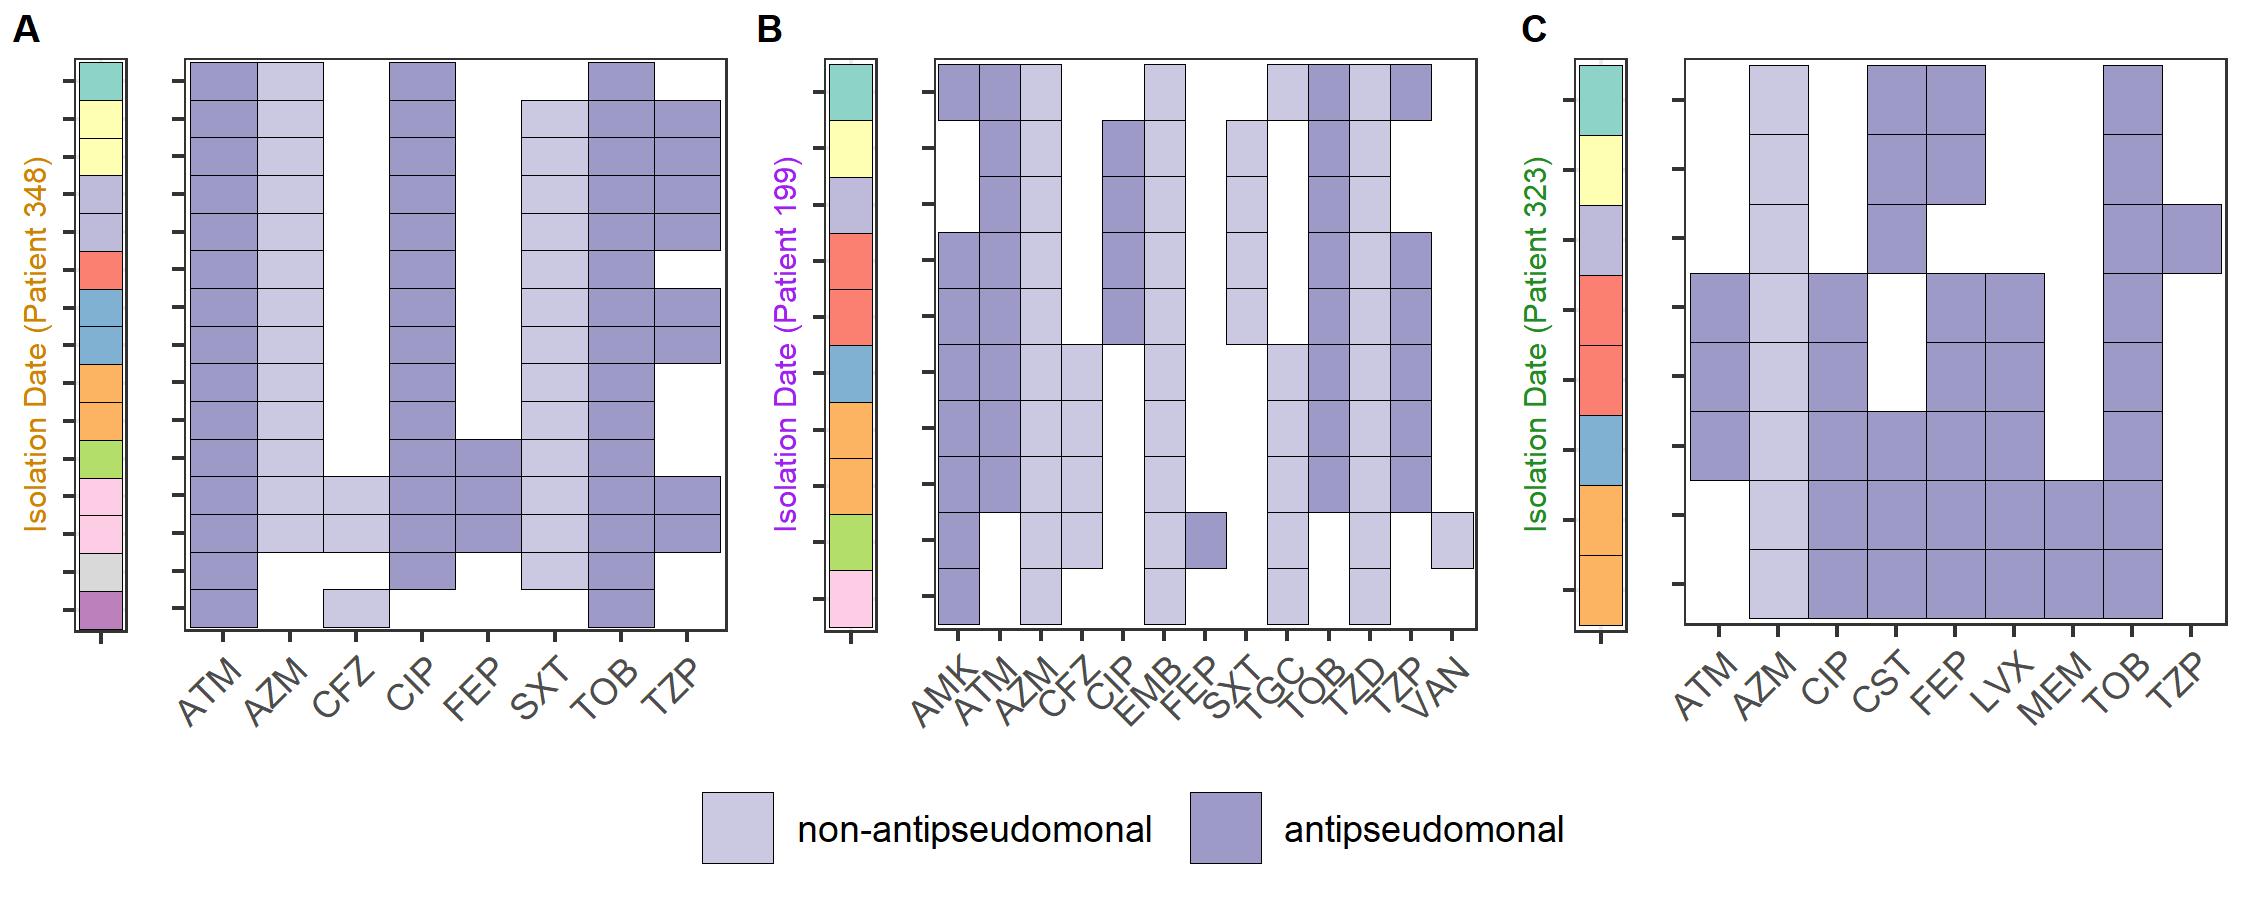 A
B
C
Isolation Date (Patient 348)
Isolation Date (Patient 199)
Isolation Date (Patient 323)
ATM AZM CFZ CIP FEP SXT TOB TZP
AMK ATM AZM CFZ CIP EMB FEP SXT TGC TOB TZD TZP VAN
ATM AZM CIP CST FEP LVX MEM TOB TZP
non-antipseudomonal antipseudomonal